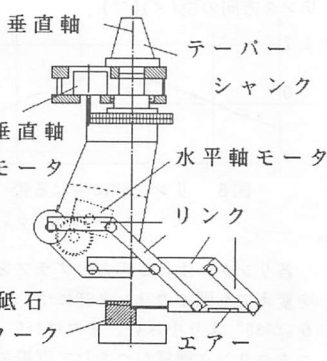 垂直軸
テーパー
シャンク
垂直軸
モータ
水平軸モータ
リンク
砥石
ワーク
エアー